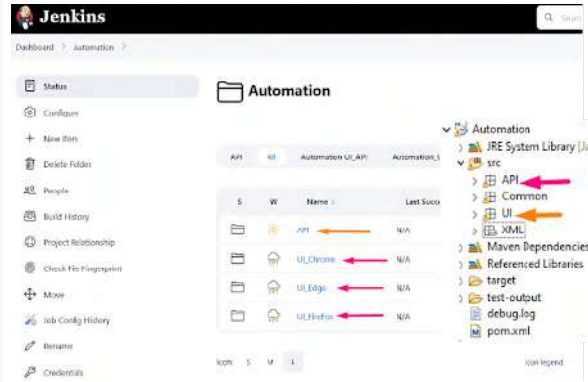 Jenkins
Dashboard > Automation >
Status
Configure
New Item
Delete Folder
People
Build History
Project Relationship
Check File Fingerprint
Move
Job Config History
Rename
Credentials
Automation
API All Automation UI_API
S W Name ↓
API N/A
UI_Chrome N/A
UI_Edge N/A
UI_FireFox N/A
Icon: S M L
Icon legend
Automation
JRE System Library
src
API
Common
UI
XML
Maven Dependencies
Referenced Libraries
target
test-output
debug.log
pom.xml